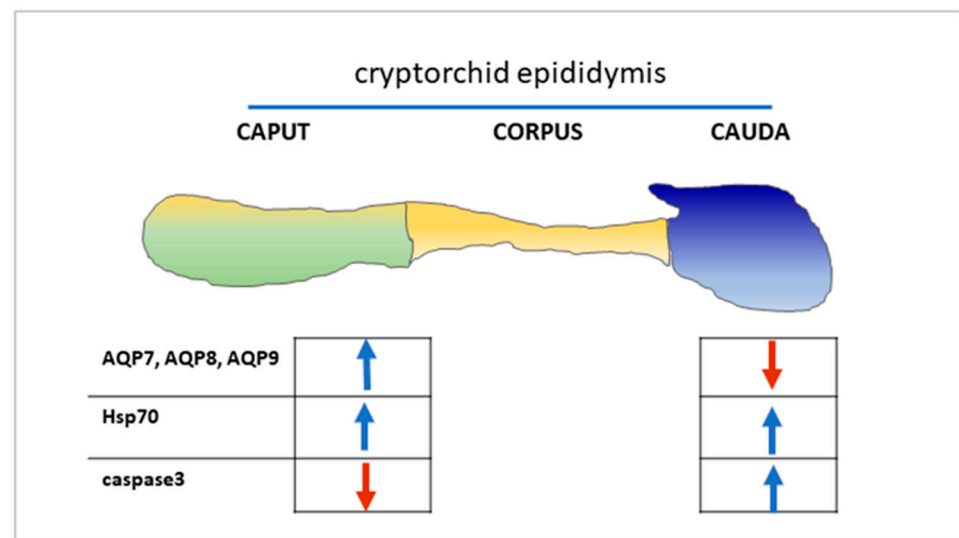 cryptorchid epididymis
CAPUT CORPUS CAUDA
AQP7, AQP8, AQP9
Hsp70
caspase3